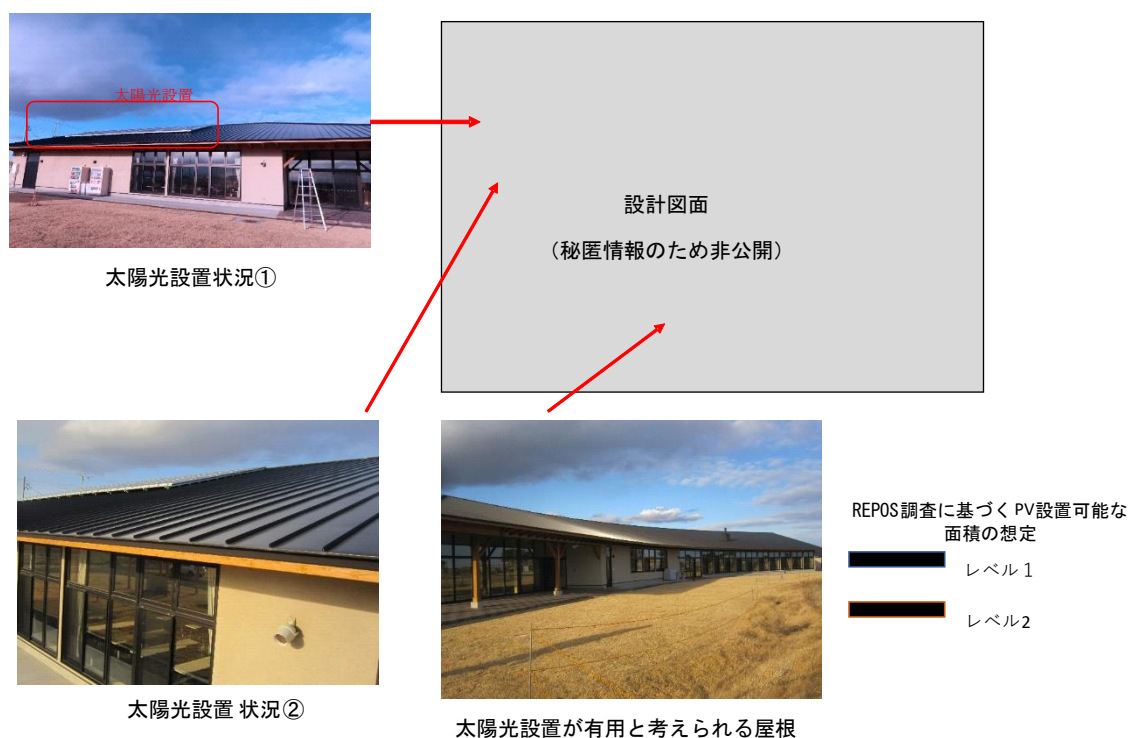 太陽光設置
設計図面
（秘匿情報のため非公開）
太陽光設置状況①
太陽光設置 状況②
太陽光設置が有用と考えられる屋根
REPOS調査に基づくPV設置可能な
面積の想定
レベル１
レベル2